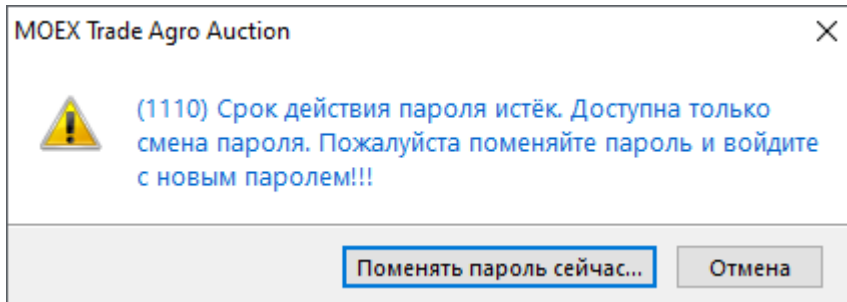 MOEX Trade Agro Auction
(1110) Срок действия пароля истёк. Доступна только
смена пароля. Пожалуйста поменяйте пароль и войдите
с новым паролем!!!
Поменять пароль сейчас...
Отмена